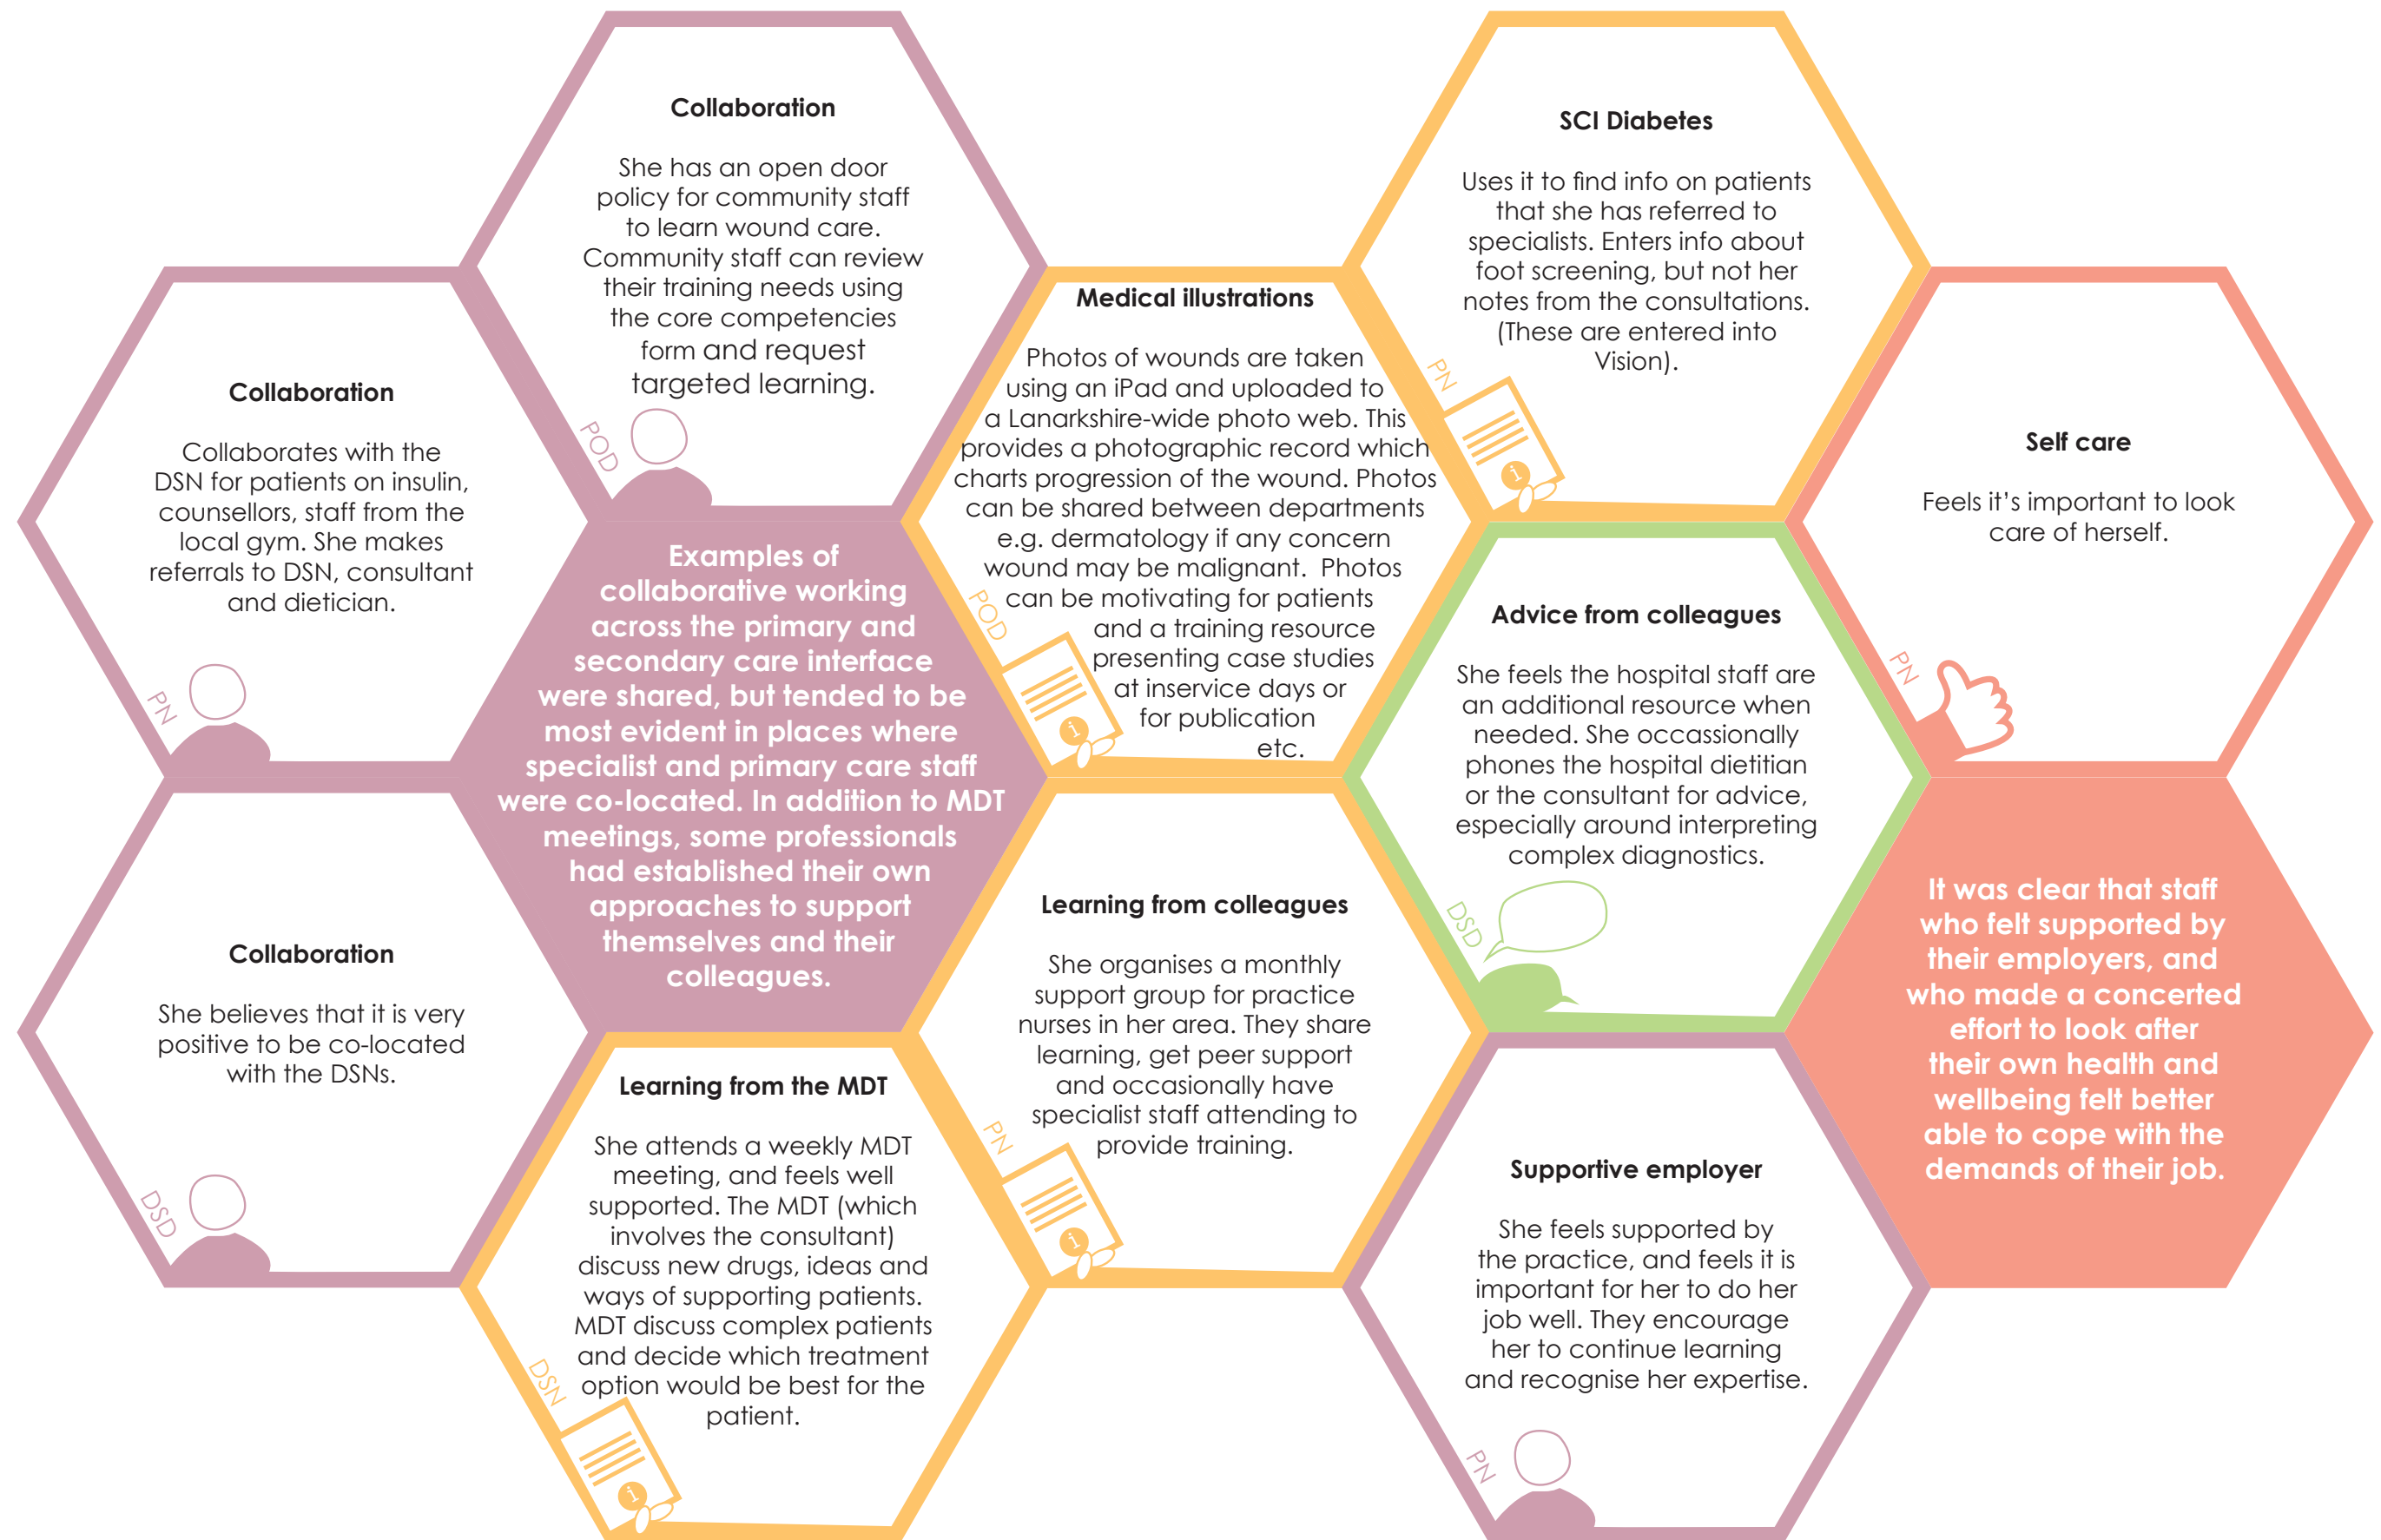 Collaboration
She has an open door
policy for community staff
to learn wound care.
Community staff can review
their training needs using
the core competencies
form and request
targeted learning.
POD
SCI Diabetes
Uses it to find info on patients
that she has referred to
specialists. Enters info about
foot screening, but not her
notes from the consultations.
(These are entered into
Vision).
PN
Collaboration
Collaborates with the
DSN for patients on insulin,
counsellors, staff from the
local gym. She makes
referrals to DSN, consultant
and dietician.
PN
Medical illustrations
Photos of wounds are taken
using an iPad and uploaded to
a Lanarkshire-wide photo web. This
provides a photographic record which
charts progression of the wound. Photos
can be shared between departments
e.g. dermatology if any concern
wound may be malignant. Photos
can be motivating for patients
and a training resource
presenting case studies
at inservice days or
for publication
etc.
POD
Self care
Feels it's important to look
care of herself.
PN
Examples of
collaborative working
across the primary and
secondary care interface
were shared, but tended to be
most evident in places where
specialist and primary care staff
were co-located. In addition to MDT
meetings, some professionals
had established their own
approaches to support
themselves and their
colleagues.
Advice from colleagues
She feels the hospital staff are
an additional resource when
needed. She occassionally
phones the hospital dietitian
or the consultant for advice,
especially around interpreting
complex diagnostics.
DSD
Collaboration
She believes that it is very
positive to be co-located
with the DSNs.
DSD
Learning from colleagues
She organises a monthly
support group for practice
nurses in her area. They share
learning, get peer support
and occasionally have
specialist staff attending to
provide training.
PN
It was clear that staff
who felt supported by
their employers, and
who made a concerted
effort to look after
their own health and
wellbeing felt better
able to cope with the
demands of their job.
Learning from the MDT
She attends a weekly MDT
meeting, and feels well
supported. The MDT (which
involves the consultant)
discuss new drugs, ideas and
ways of supporting patients.
MDT discuss complex patients
and decide which treatment
option would be best for the
patient.
DSN
Supportive employer
She feels supported by
the practice, and feels it is
important for her to do her
job well. They encourage
her to continue learning
and recognise her expertise.
PN